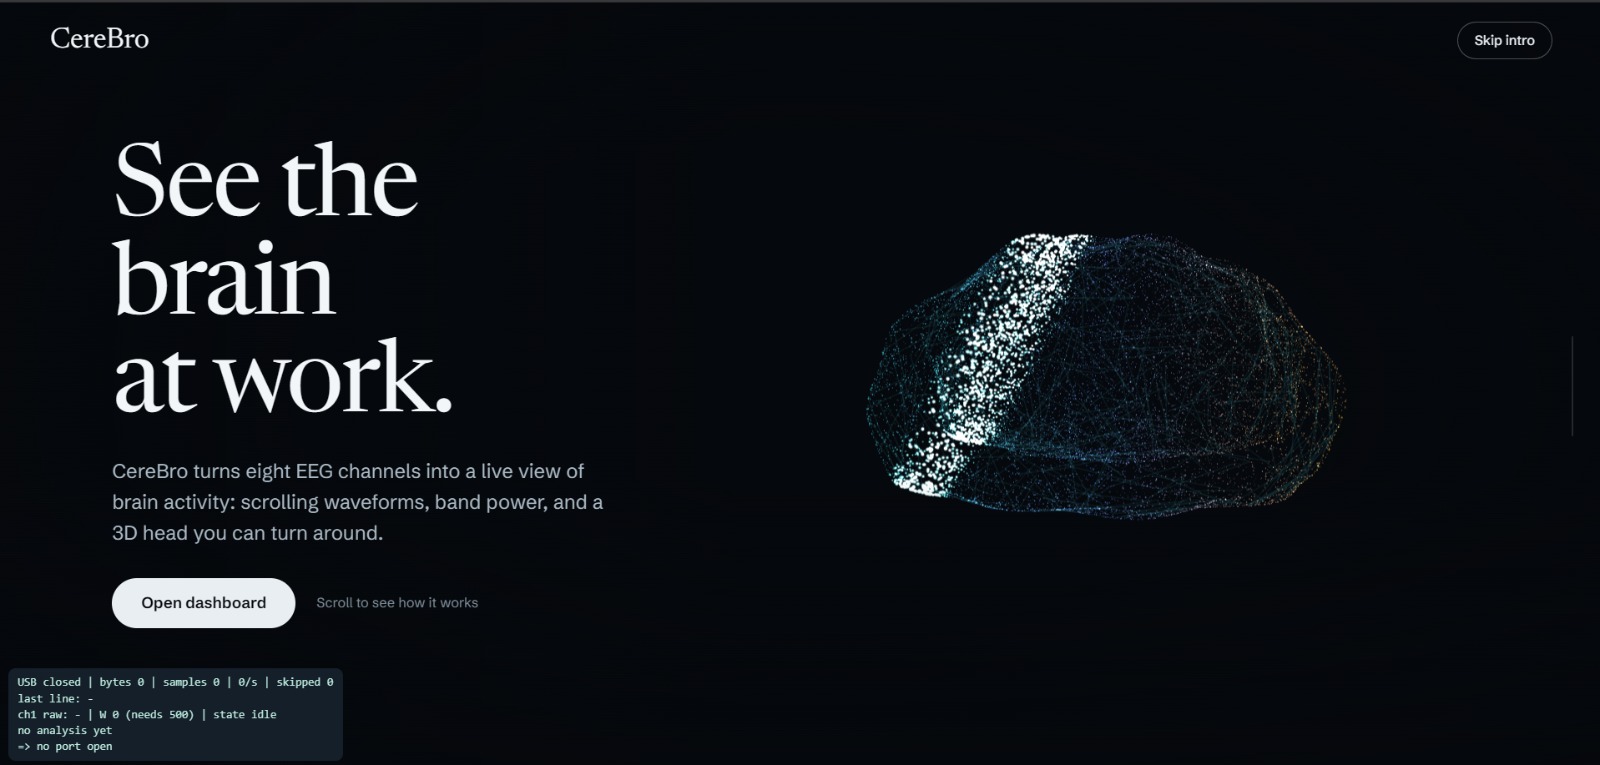 CereBro
Skip intro
See the
brain
at work.
CereBro turns eight EEG channels into a live view of
brain activity: scrolling waveforms, band power, and a
3D head you can turn around.
Open dashboard
Scroll to see how it works
USB closed | bytes 0 | samples 0 | 0/s | skipped 0
last line: -
ch1 raw: - | W 0 (needs 500) | state idle
no analysis yet
=> no port open